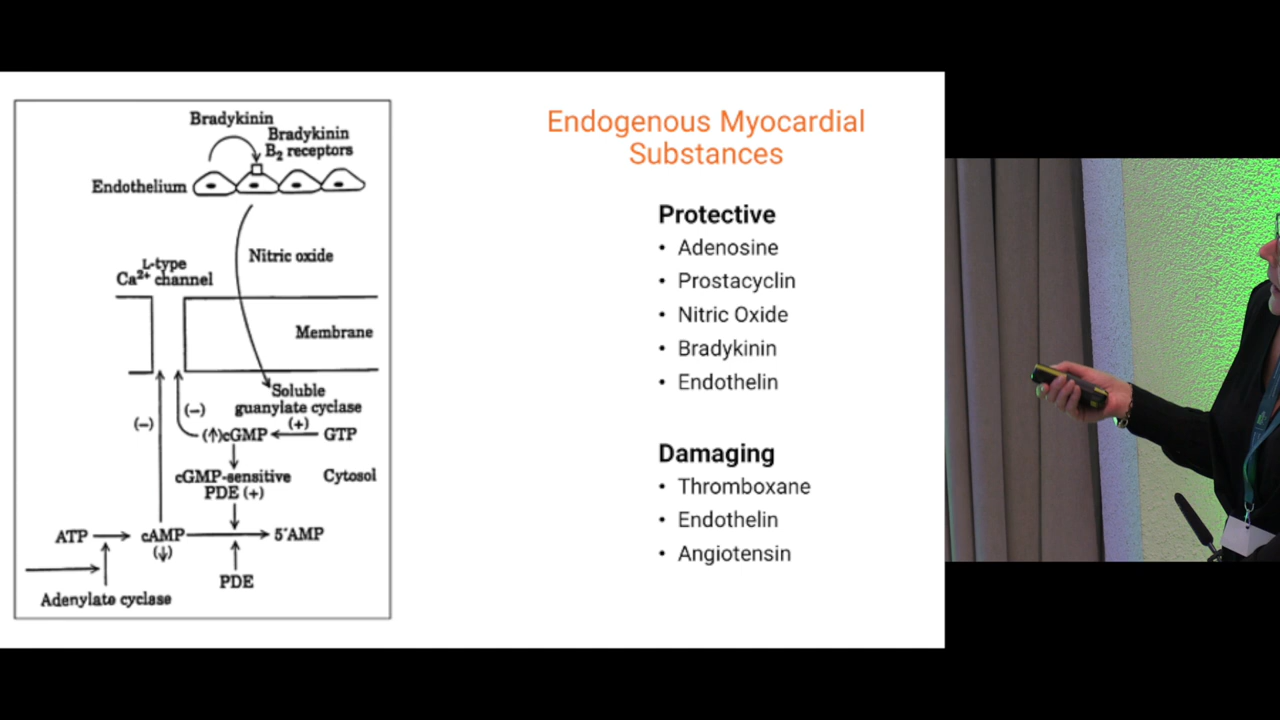 Bradykinin
Bradykinin
B₂ receptors
Endothelium
Nitric oxide
L-type
Ca²⁺ channel
Membrane
Soluble
guanylate cyclase
(−)
(−)
(+)
(↑)cGMP
GTP
cGMP-sensitive
PDE (+)
Cytosol
ATP
cAMP
5'AMP
(↓)
PDE
Adenylate cyclase
Endogenous Myocardial
Substances
Protective
• Adenosine
• Prostacyclin
• Nitric Oxide
• Bradykinin
• Endothelin
Damaging
• Thromboxane
• Endothelin
• Angiotensin